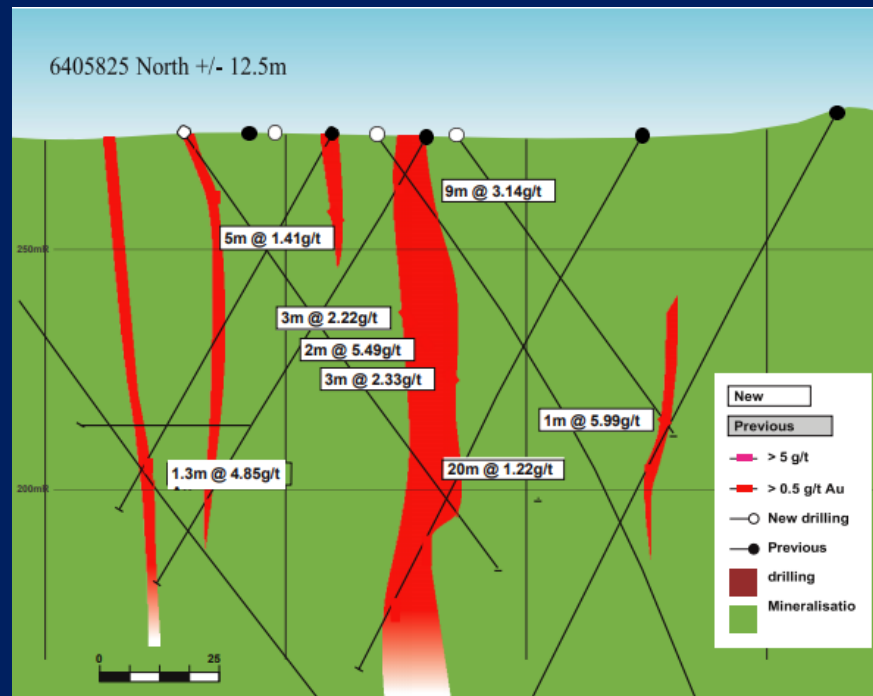 6405825 North +/- 12.5m
9m @ 3.14g/t
5m @ 1.41g/t
250mR
3m @ 2.22g/t
2m @ 5.49g/t
3m @ 2.33g/t
1m @ 5.99g/t
1.3m @ 4.85g/t
20m @ 1.22g/t
200mR
New
Previous
> 5 g/t
> 0.5 g/t Au
New drilling
Previous
drilling
Mineralisatio
0 25